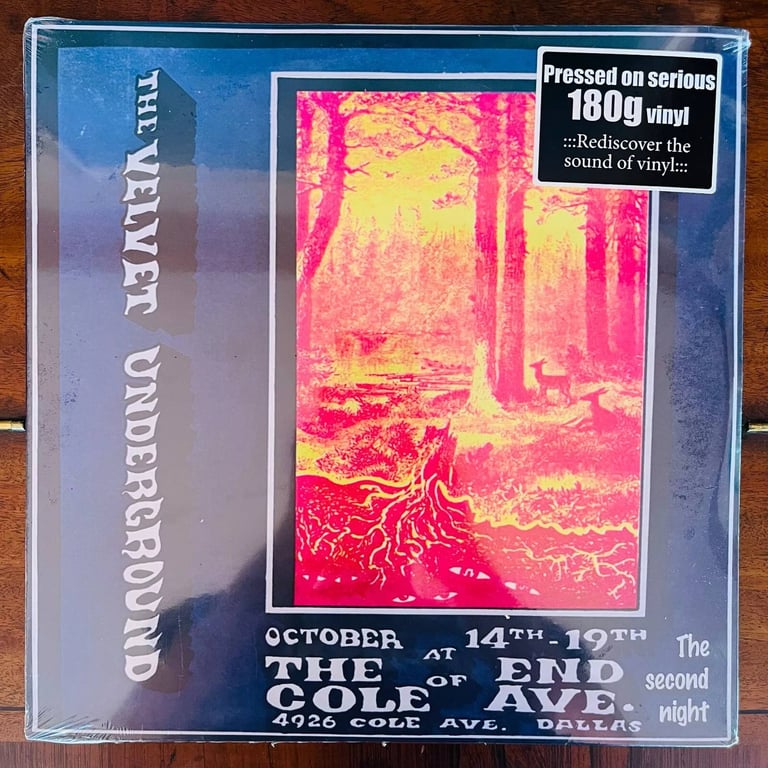 THE VELVET UNDERGROUND
Pressed on serious
180g vinyl
:::Rediscover the
sound of vinyl:::
OCTOBER 14TH-19TH
AT
THE END
OF
COLE AVE.
4926 COLE AVE. DALLAS
The
second
night